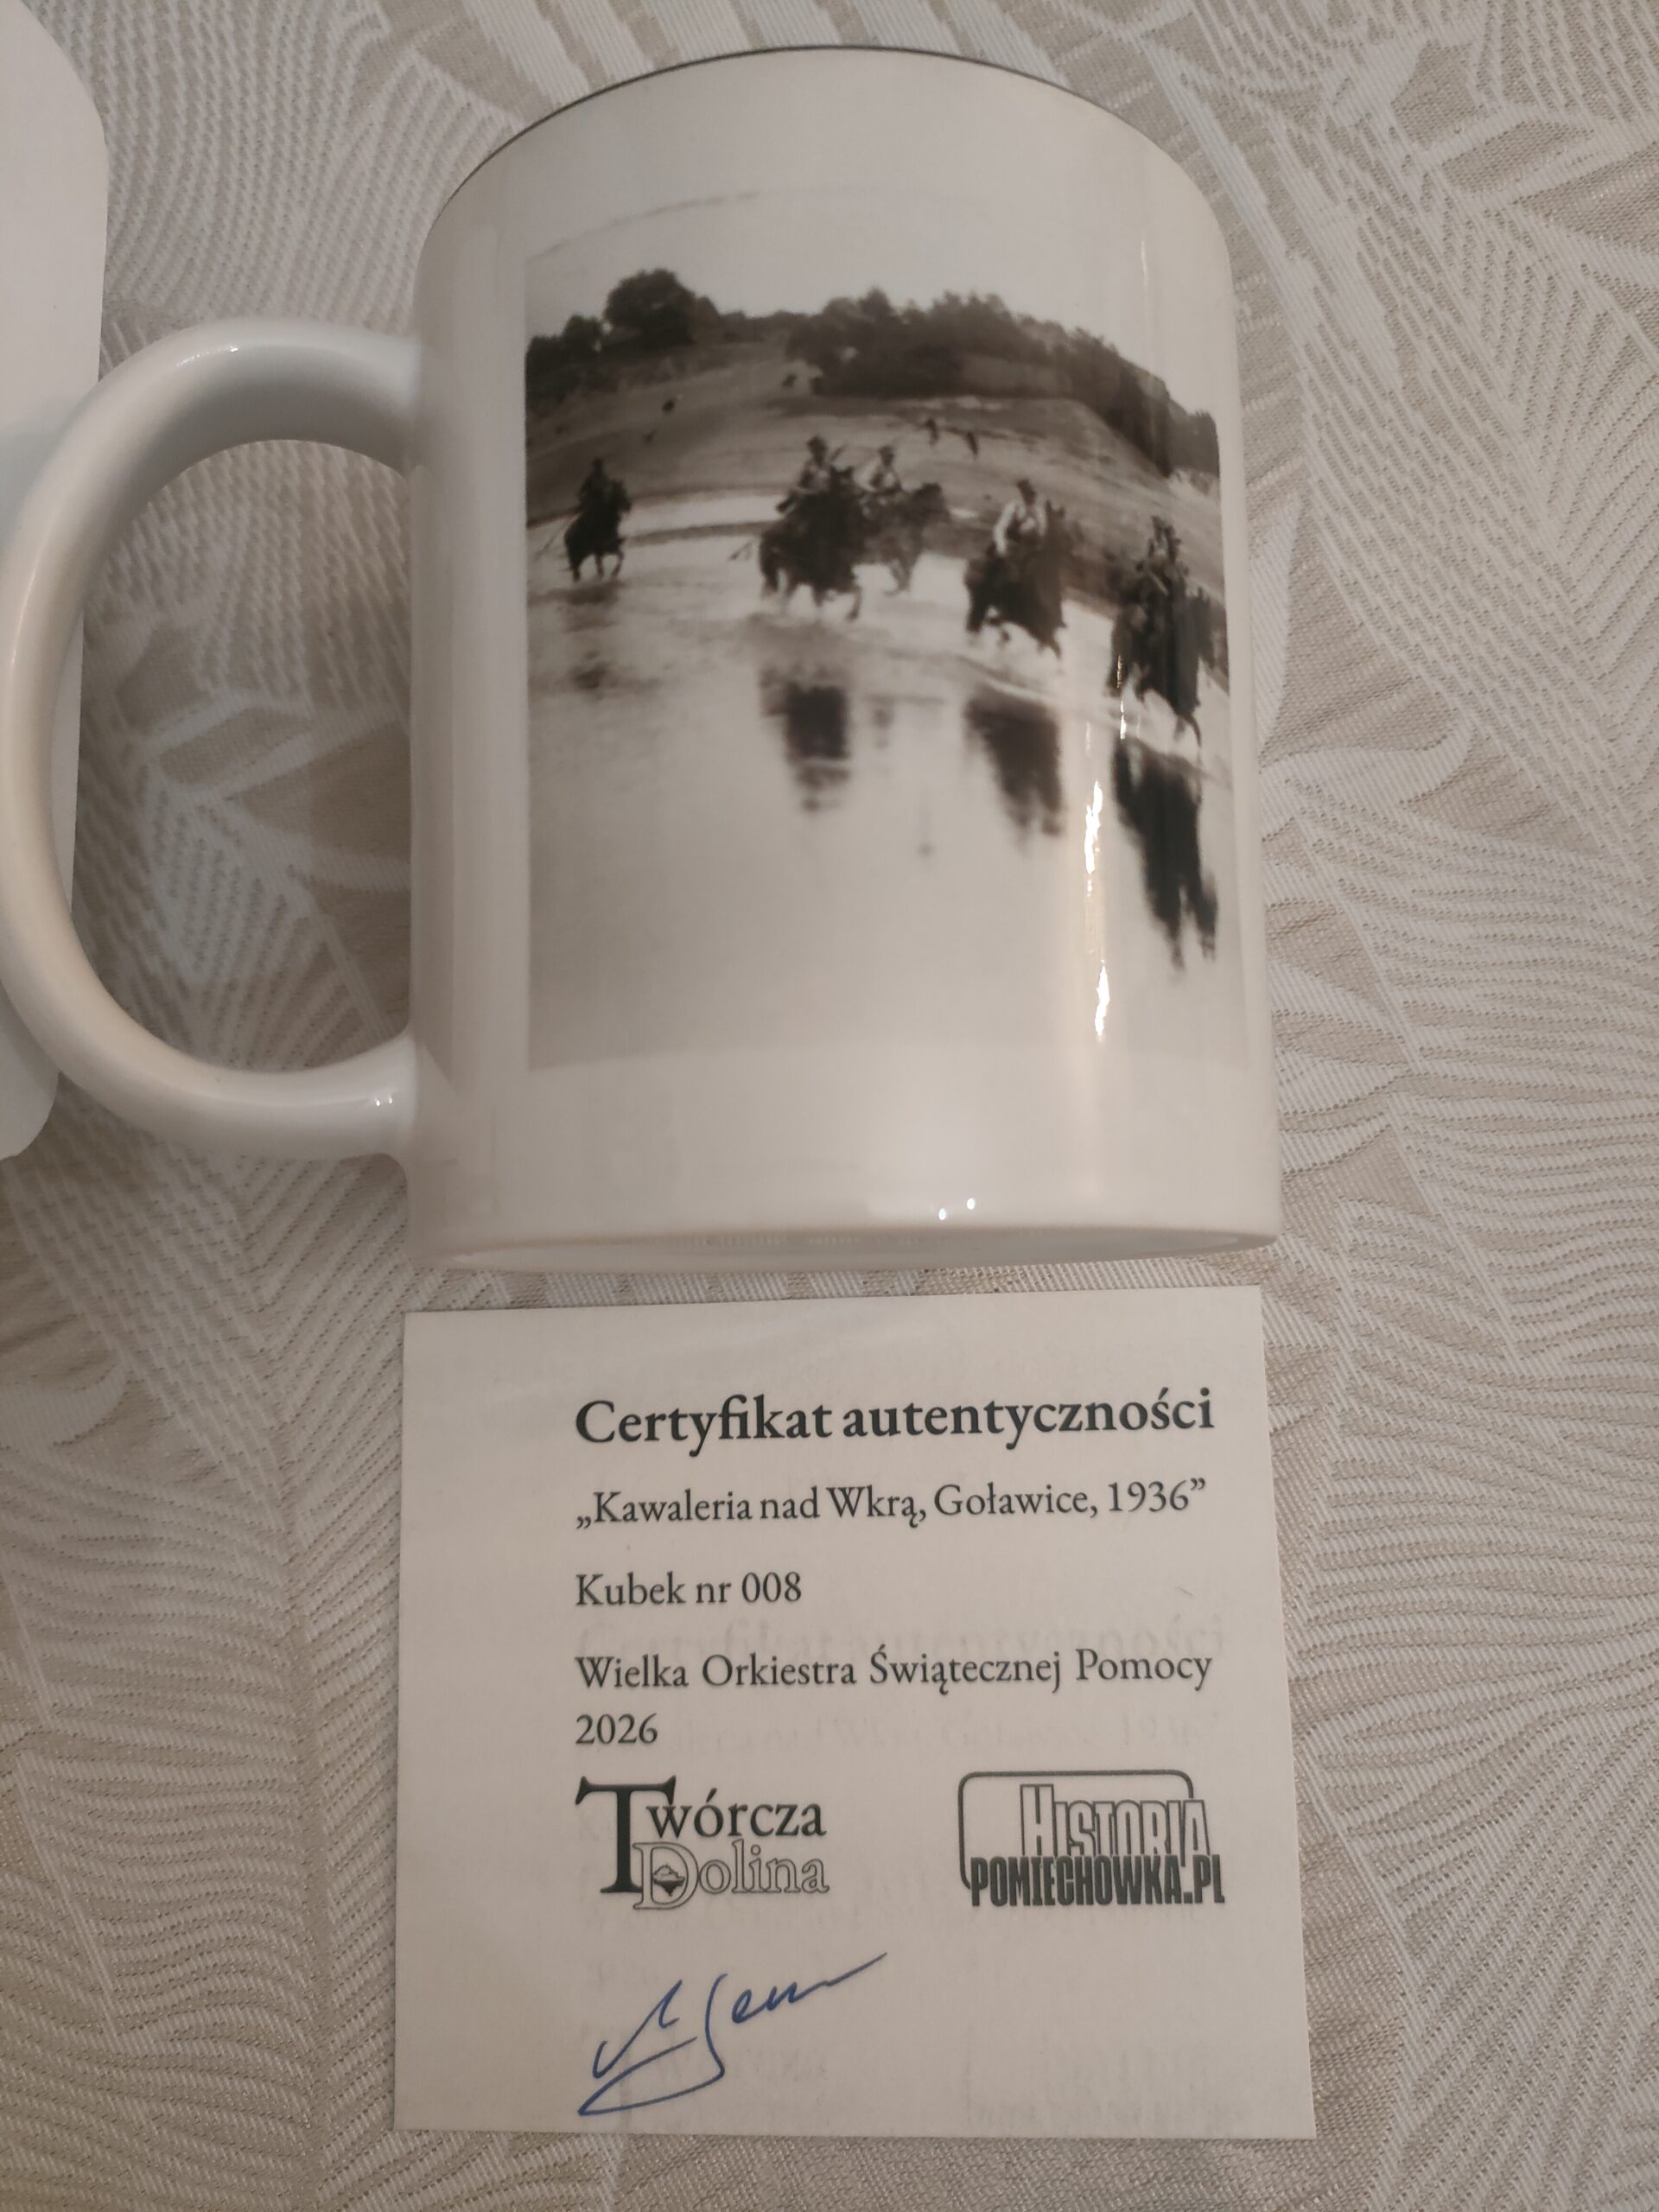 Certyfikat autentyczności
„Kawaleria nad Wkrą, Goławice, 1936”
Kubek nr 008
Wielka Orkiestra Świątecznej Pomocy
2026
Twórcza
Dolina
HISTORIA
POMIECHOWKA.PL